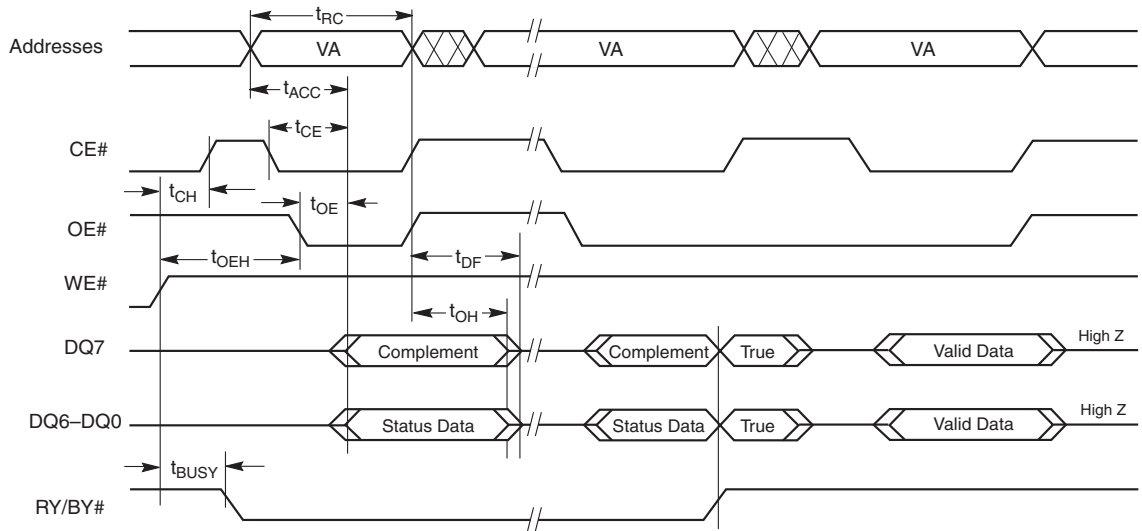 tRC
Addresses VA VA VA
tACC
tCE
CE#
tCH tOE
OE#
tOEH tDF
WE#
tOH
DQ7 Complement Complement True Valid Data High Z
DQ6–DQ0 Status Data Status Data True Valid Data High Z
tBUSY
RY/BY#